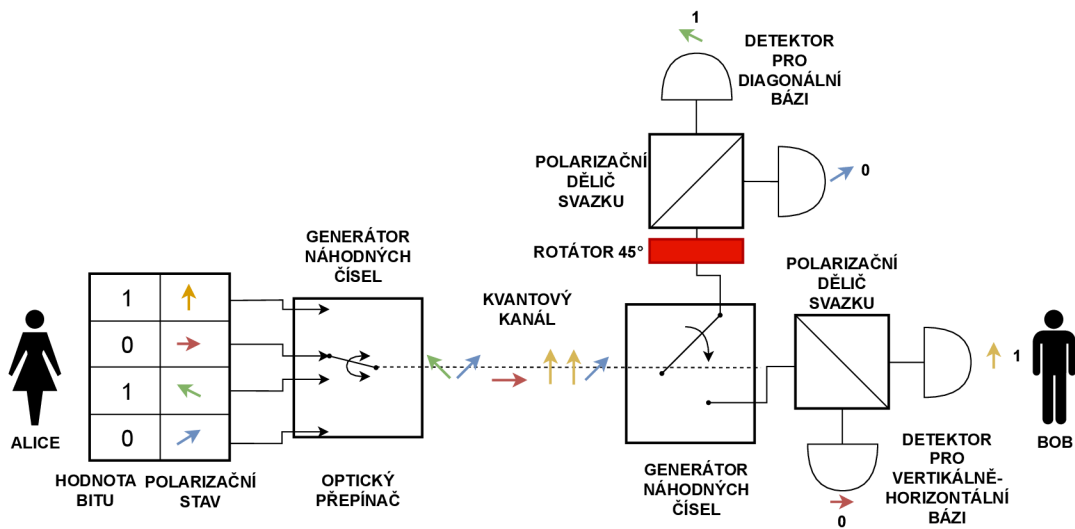 1
DETEKTOR
PRO
DIAGONÁLNÍ
BÁZI
POLARIZAČNÍ
DĚLIČ
SVAZKU
0
ROTÁTOR 45°
GENERÁTOR
NÁHODNÝCH
ČÍSEL
POLARIZAČNÍ
DĚLIČ
SVAZKU
1
0
1
0
KVANTOVÝ
KANÁL
1
ALICE
BOB
HODNOTA
BITU
POLARIZAČNÍ
STAV
OPTICKÝ
PŘEPÍNAČ
GENERÁTOR
NÁHODNÝCH
ČÍSEL
0
DETEKTOR
PRO
VERTIKÁLNĚ-
HORIZONTÁLNÍ
BÁZI